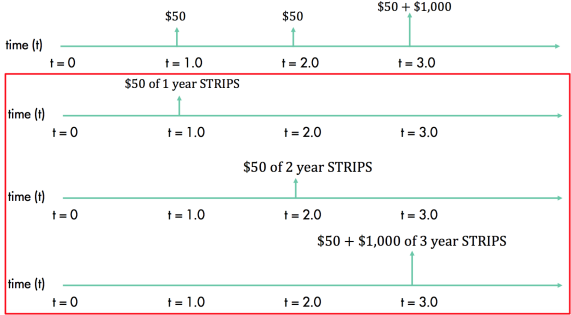 $50 $50 $50 + $1,000
time (t)
t = 0 t = 1.0 t = 2.0 t = 3.0
$50 of 1 year STRIPS
time (t)
t = 0 t = 1.0 t = 2.0 t = 3.0
$50 of 2 year STRIPS
time (t)
t = 0 t = 1.0 t = 2.0 t = 3.0
$50 + $1,000 of 3 year STRIPS
time (t)
t = 0 t = 1.0 t = 2.0 t = 3.0